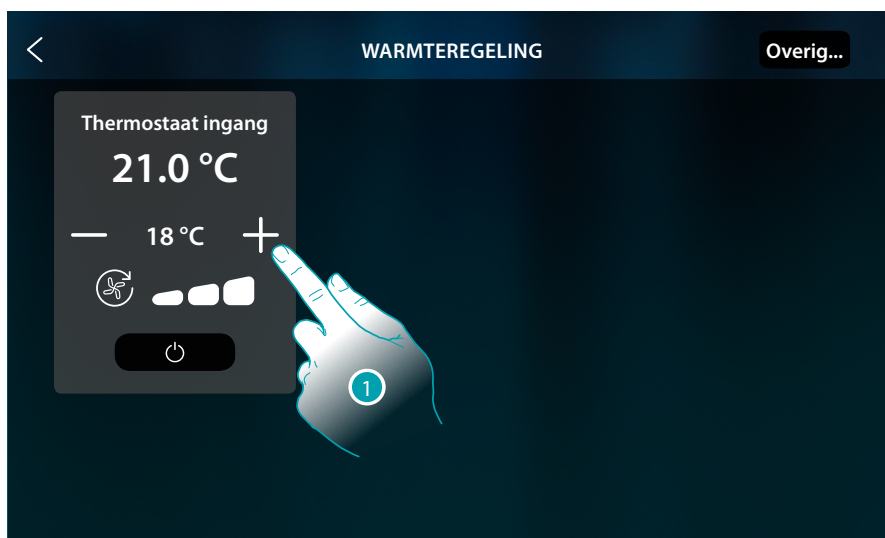 WARMTEREGELING
Overig...
Thermostaat ingang
21.0 °C
18 °C
1